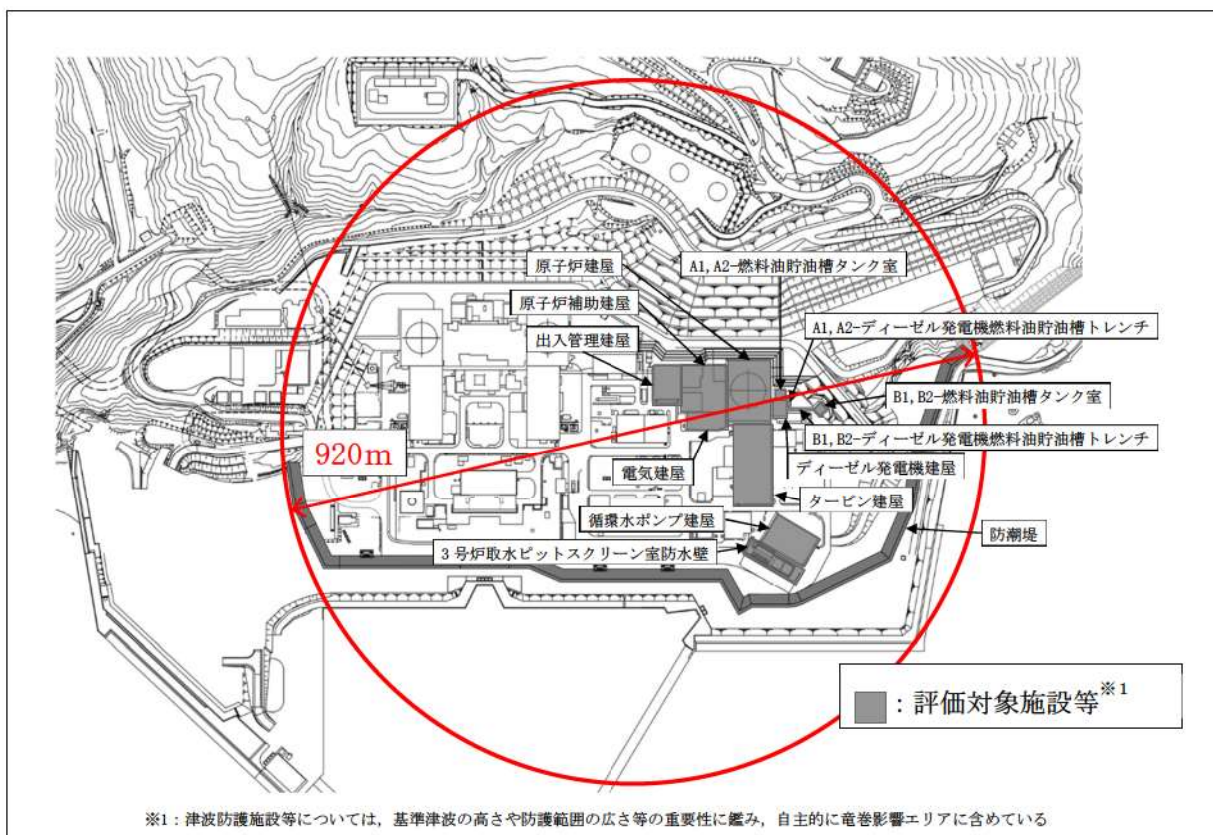 原子炉建屋
A1, A2-燃料油貯油槽タンク室
原子炉補助建屋
A1, A2-ディーゼル発電機燃料油貯油槽トレンチ
出入管理建屋
B1, B2-燃料油貯油槽タンク室
920m
B1, B2-ディーゼル発電機燃料油貯油槽トレンチ
電気建屋
ディーゼル発電機建屋
タービン建屋
循環水ポンプ建屋
防潮堤
3号炉取水ピットスクリーン室防水壁
：評価対象施設等※1
※1：津波防護施設等については，基準津波の高さや防護範囲の広さ等の重要性に鑑み，自主的に竜巻影響エリアに含めている